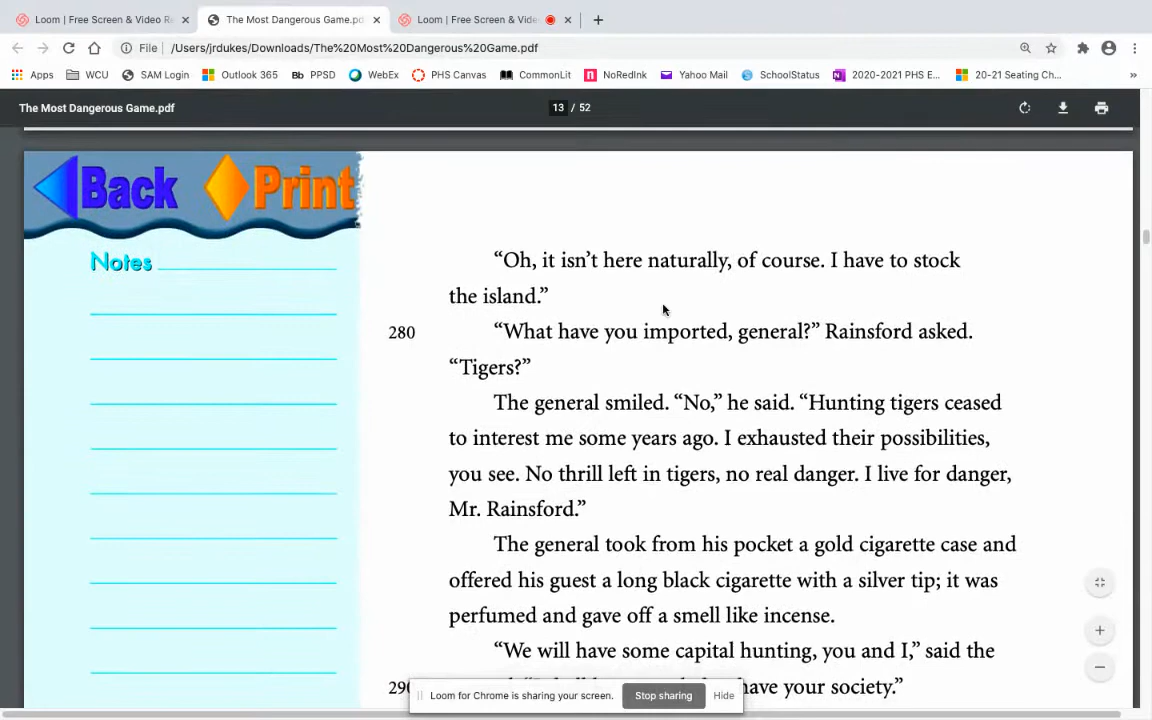 Loom | Free Screen & Video Re
The Most Dangerous Game.pd
Loom | Free Screen & Vide
File /Users/jrdukes/Downloads/The%20Most%20Dangerous%20Game.pdf
Apps WCU SAM Login Outlook 365 Bb PPSD WebEx PHS Canvas CommonLit NoRedInk Yahoo Mail SchoolStatus 2020-2021 PHS E... 20-21 Seating Ch... »
The Most Dangerous Game.pdf 13 / 52
Back Print
Notes
“Oh, it isn’t here naturally, of course. I have to stock
the island.”
280 “What have you imported, general?” Rainsford asked.
“Tigers?”
The general smiled. “No,” he said. “Hunting tigers ceased
to interest me some years ago. I exhausted their possibilities,
you see. No thrill left in tigers, no real danger. I live for danger,
Mr. Rainsford.”
The general took from his pocket a gold cigarette case and
offered his guest a long black cigarette with a silver tip; it was
perfumed and gave off a smell like incense.
“We will have some capital hunting, you and I,” said the
have your society.”
Loom for Chrome is sharing your screen. Stop sharing Hide